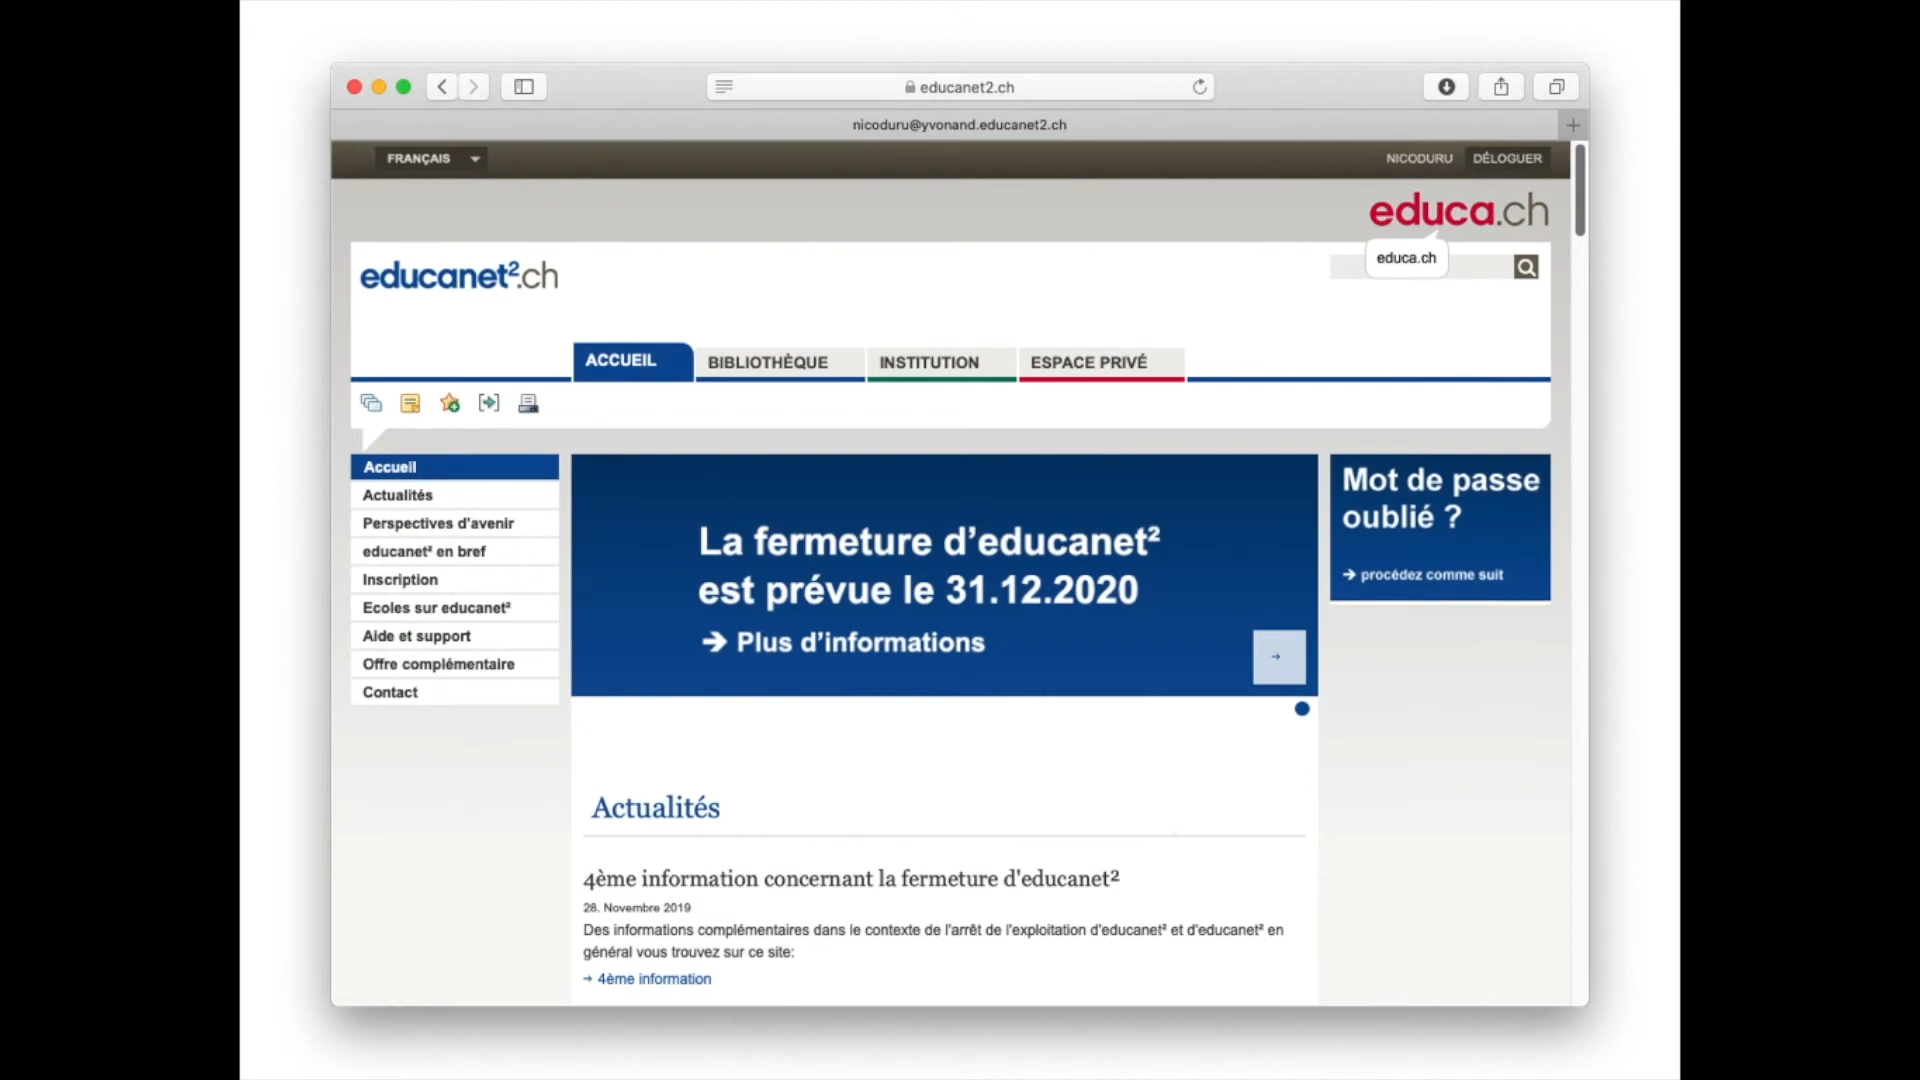 educanet2.ch
nicoduru@yvonand.educanet2.ch
FRANÇAIS
NICODURU
DÉLOGUER
educa.ch
educa.ch
educanet².ch
ACCUEIL
BIBLIOTHÈQUE
INSTITUTION
ESPACE PRIVÉ
Accueil
Actualités
Perspectives d'avenir
educanet² en bref
Inscription
Ecoles sur educanet²
Aide et support
Offre complémentaire
Contact
La fermeture d’educanet²
est prévue le 31.12.2020
→ Plus d’informations
→
Mot de passe
oublié ?
→ procédez comme suit
Actualités
4ème information concernant la fermeture d'educanet²
28. Novembre 2019
Des informations complémentaires dans le contexte de l'arrêt de l'exploitation d'educanet² et d'educanet² en
général vous trouvez sur ce site:
→ 4ème information